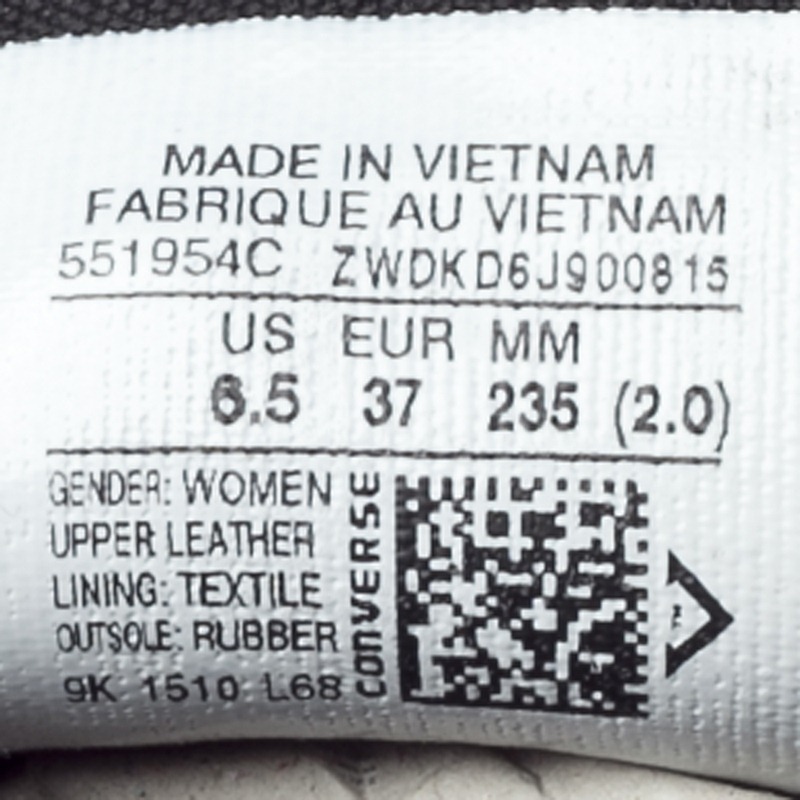 MADE IN VIETNAM
FABRIQUE AU VIETNAM
551954C ZWDKD6J900815
US EUR MM
6.5 37 235 (2.0)
GENDER: WOMEN
UPPER LEATHER
LINING: TEXTILE
OUTSOLE: RUBBER
9K 1510 L68
CONVERSE